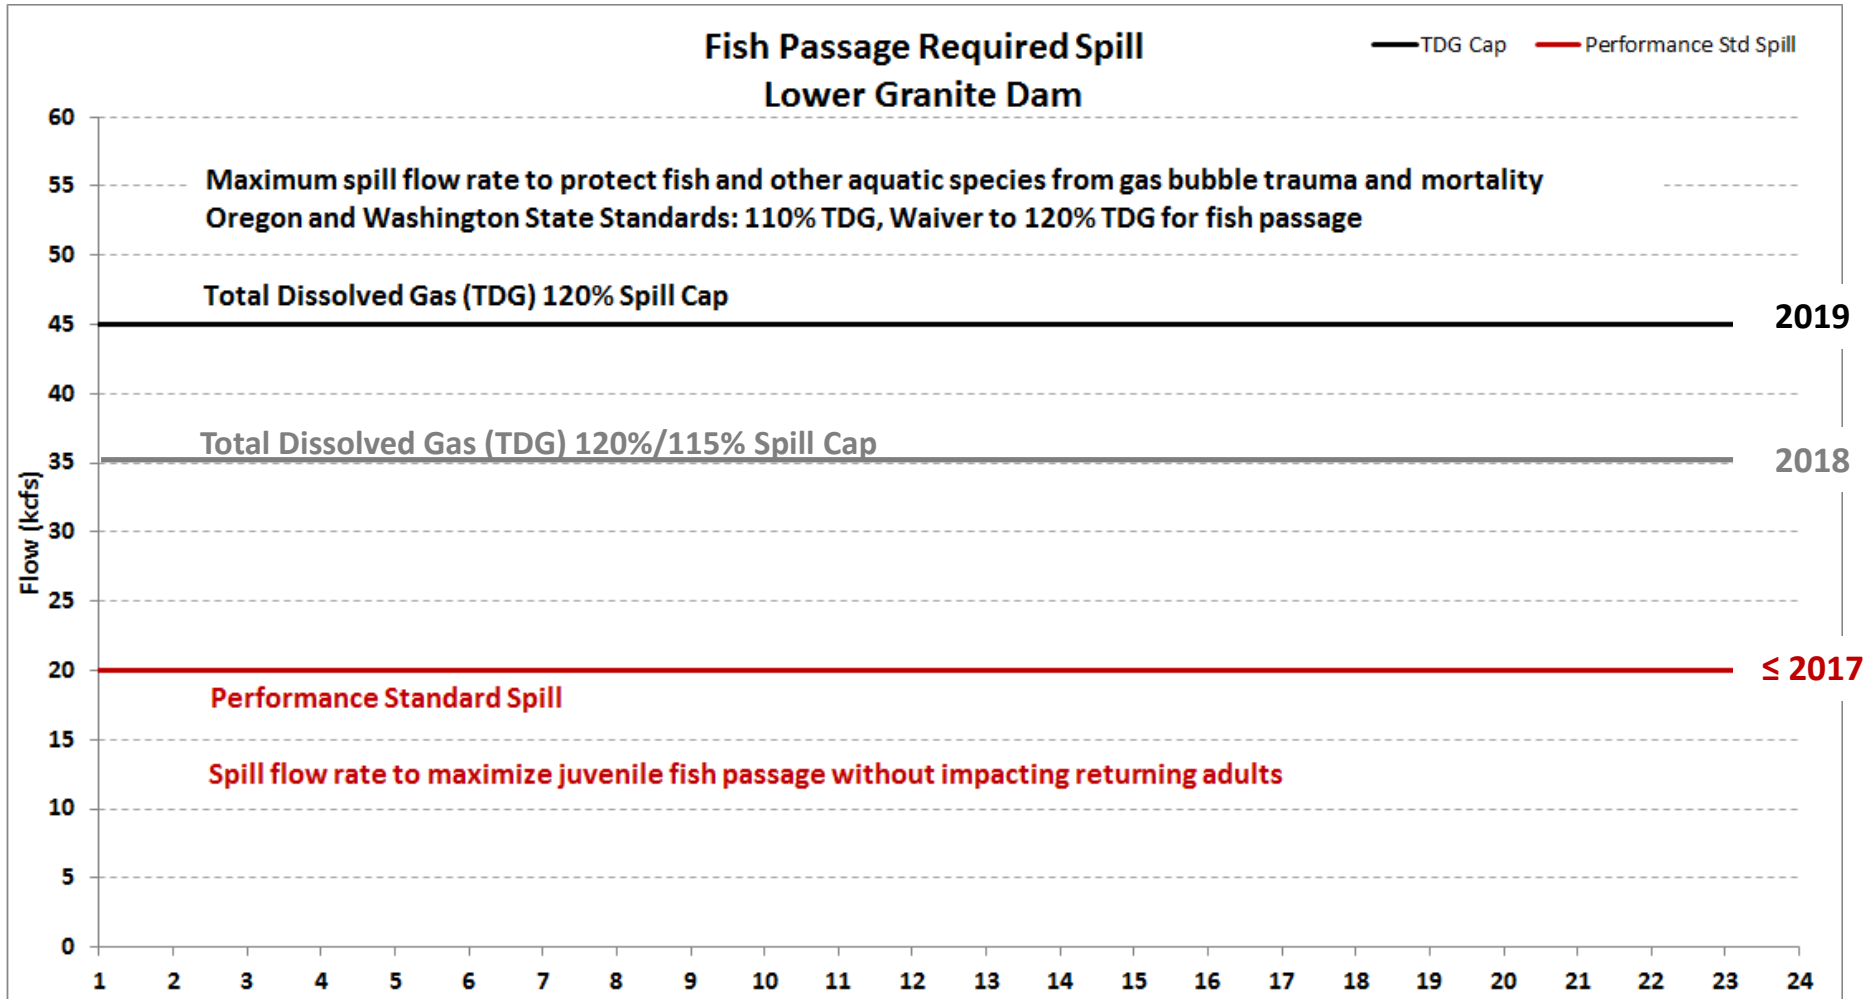 Fish Passage Required Spill
Lower Granite Dam
TDG Cap Performance Std Spill
60
Maximum spill flow rate to protect fish and other aquatic species from gas bubble trauma and mortality
55
Oregon and Washington State Standards: 110% TDG, Waiver to 120% TDG for fish passage
50
Total Dissolved Gas (TDG) 120% Spill Cap
45
2019
40
Total Dissolved Gas (TDG) 120%/115% Spill Cap
35
2018
Flow (kcfs)
30
25
20
≤ 2017
Performance Standard Spill
15
Spill flow rate to maximize juvenile fish passage without impacting returning adults
10
5
0
1 2 3 4 5 6 7 8 9 10 11 12 13 14 15 16 17 18 19 20 21 22 23 24